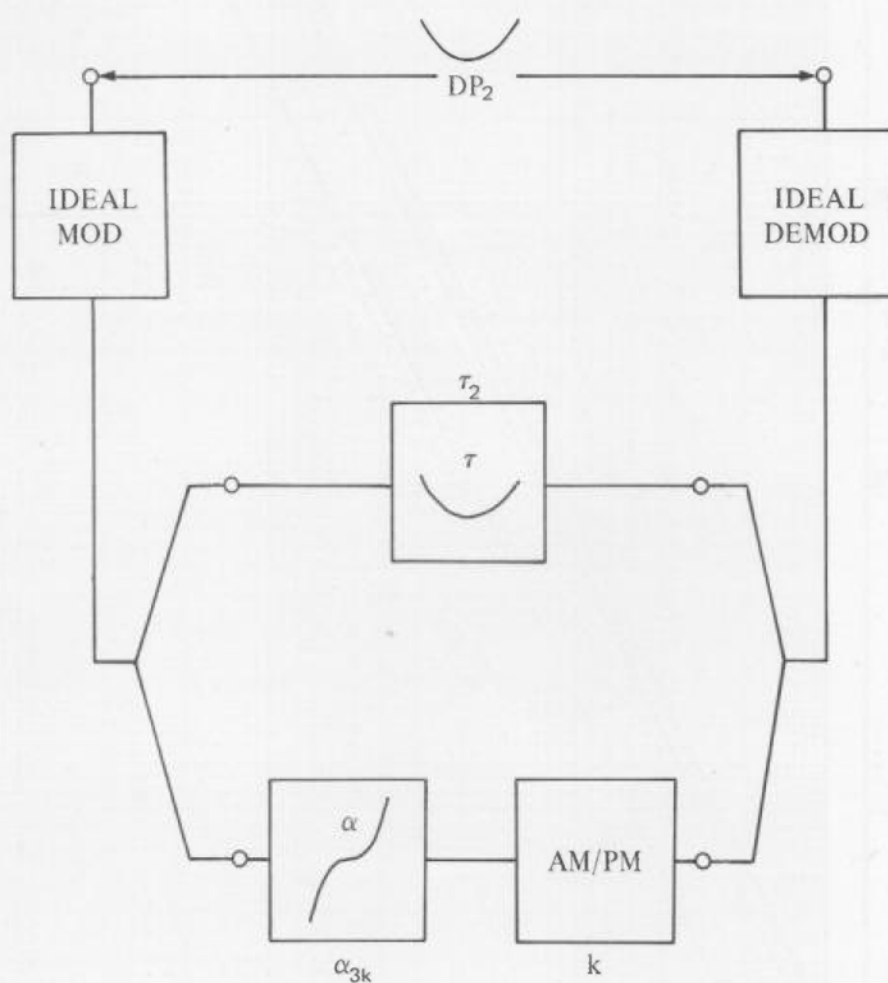 DP₂
IDEAL
MOD
IDEAL
DEMOD
τ₂
τ
α
AM/PM
α₃ₖ
k